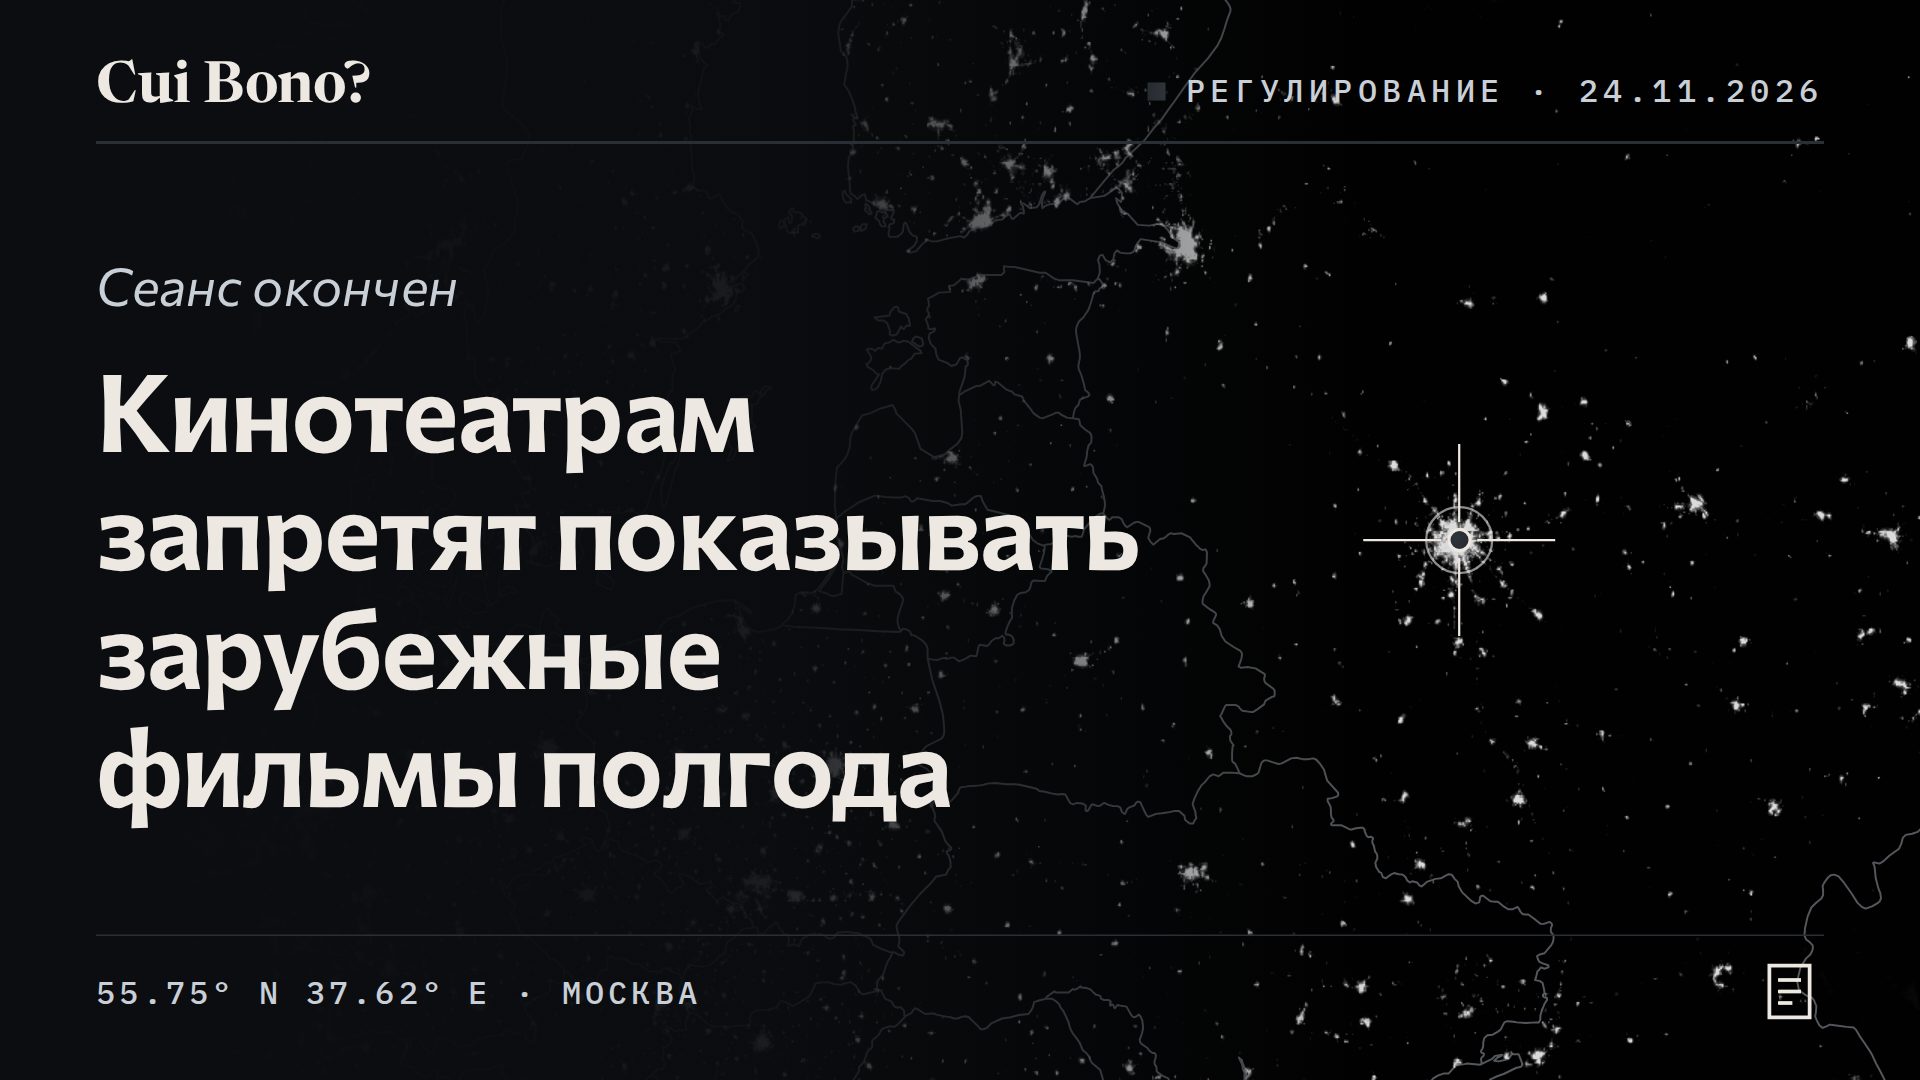 Cui Bono?
РЕГУЛИРОВАНИЕ · 24.11.2026
Сеанс окончен
Кинотеатрам
запретят показывать
зарубежные
фильмы полгода
55.75° N 37.62° E · МОСКВА